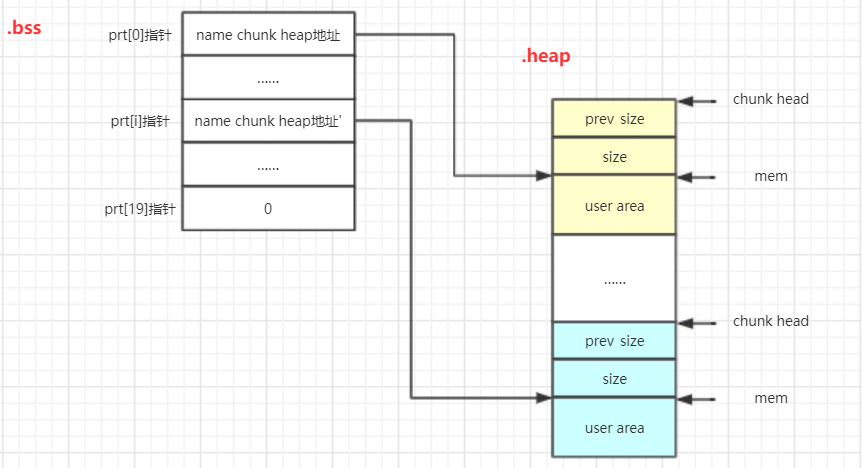 .bss
prt[0]指针
name chunk heap地址
......
prt[i]指针
name chunk heap地址'
......
prt[19]指针
0
.heap
chunk head
prev size
size
mem
user area
......
chunk head
prev size
size
mem
user area